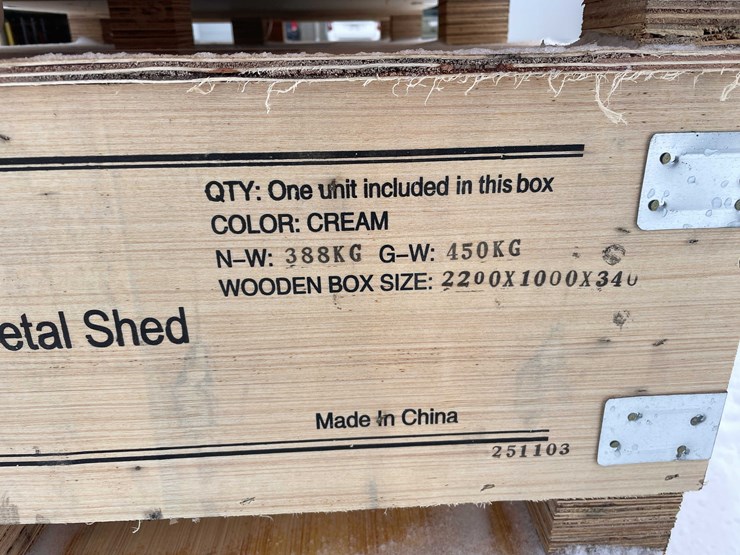 QTY: One unit included in this box
COLOR: CREAM
N-W: 388KG G-W: 450KG
WOODEN BOX SIZE: 2200X1000X340
etal Shed
Made In China
251103